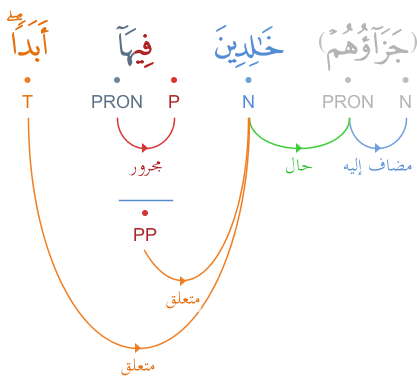 (جَزَآؤُهُمْ) خَـٰلِدِينَ فِيهَآ أَبَدًا ۖ
N PRON N P PRON T
مضاف إليه حال مجرور
PP
متعلق
متعلق